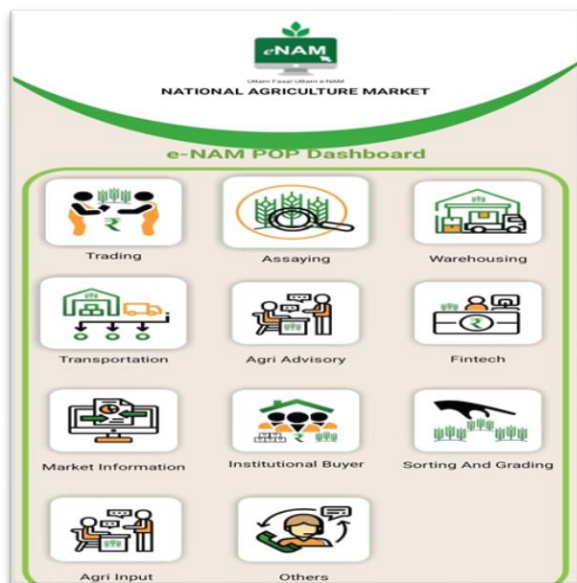 eNAM
Uttam Fasal Uttam e-NAM
NATIONAL AGRICULTURE MARKET
e-NAM POP Dashboard
Trading
Assaying
Warehousing
Transportation
Agri Advisory
Fintech
Market Information
Institutional Buyer
Sorting And Grading
Agri Input
Others